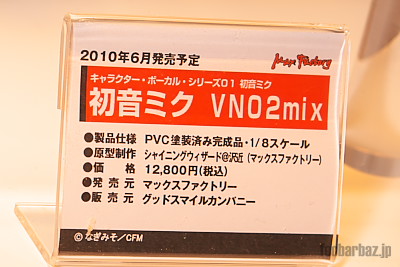 2010年6月発売予定
Max Factory
キャラクター・ボーカル・シリーズ01 初音ミク
初音ミク VN02mix
●製品仕様 PVC塗装済み完成品・1/8スケール
●原型制作 シャイニングウィザード@沢近（マックスファクトリー）
●価格 12,800円(税込)
●発売元 マックスファクトリー
●販売元 グッドスマイルカンパニー
©なぎみそ/CFM
foobarbaz.jp